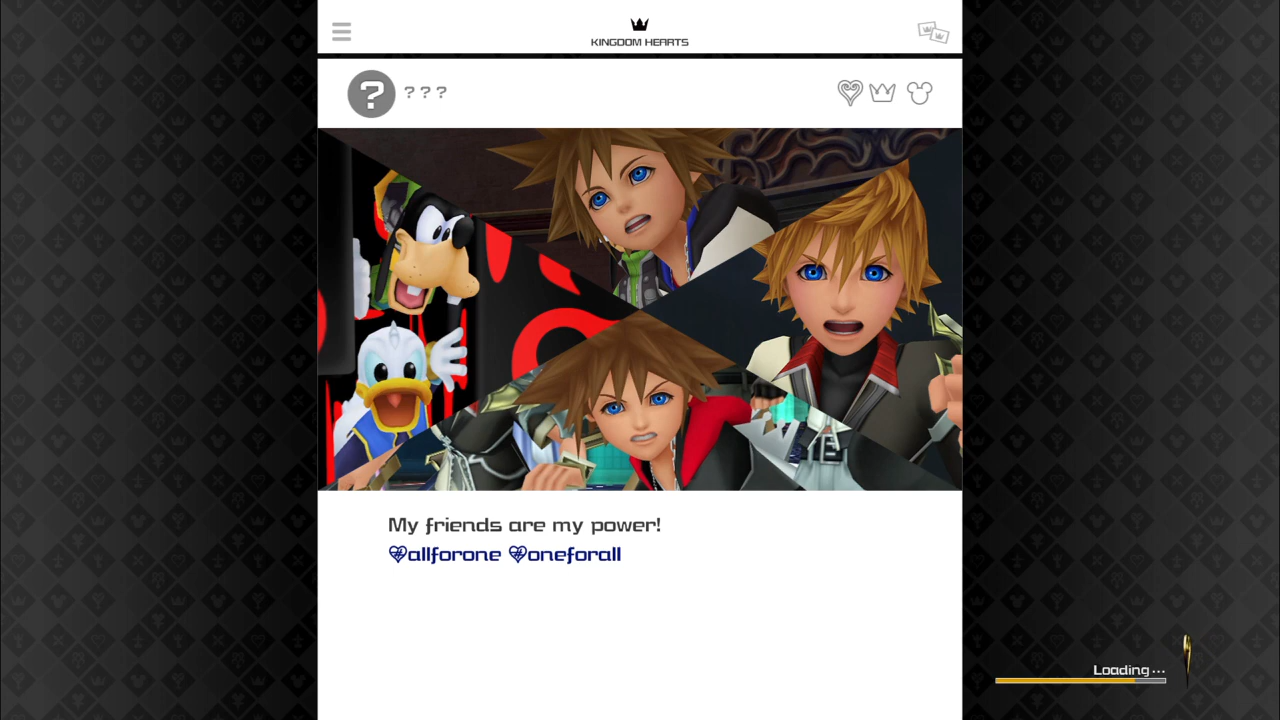 KINGDOM HEARTS
? ? ? ?
My friends are my power!
#allforone #oneforall
Loading...